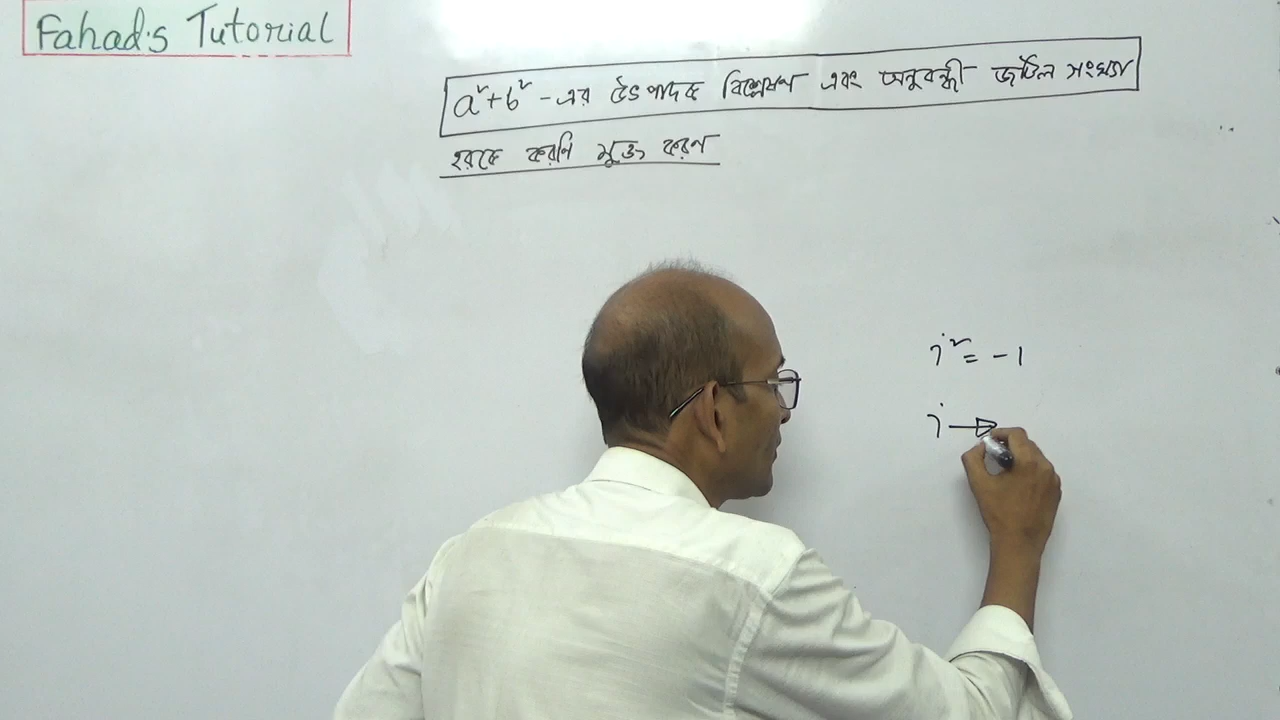 Fahad's Tutorial
a²+b² -এর উৎপাদক বিশ্লেষণ এবং অনুবন্ধী জটিল সংখ্যা
হরকে করণি মুক্ত করণ
i² = -1
i →